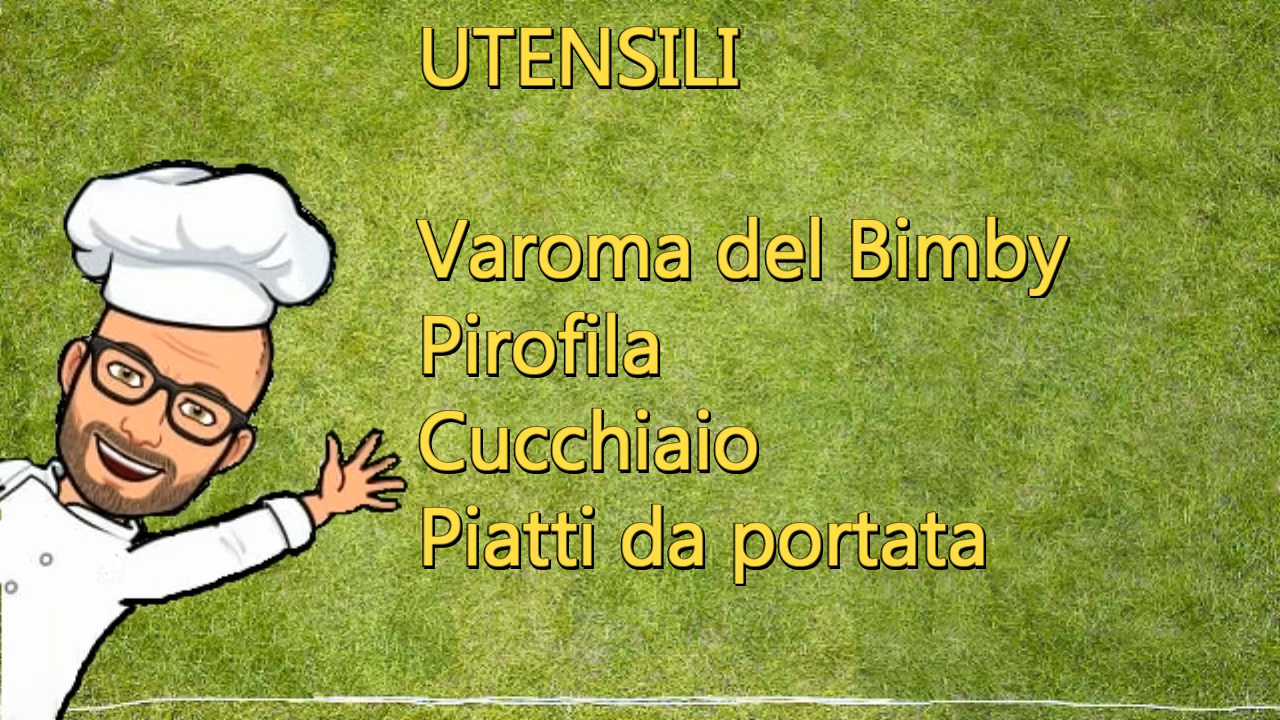 UTENSILI
Varoma del Bimby
Pirofila
Cucchiaio
Piatti da portata